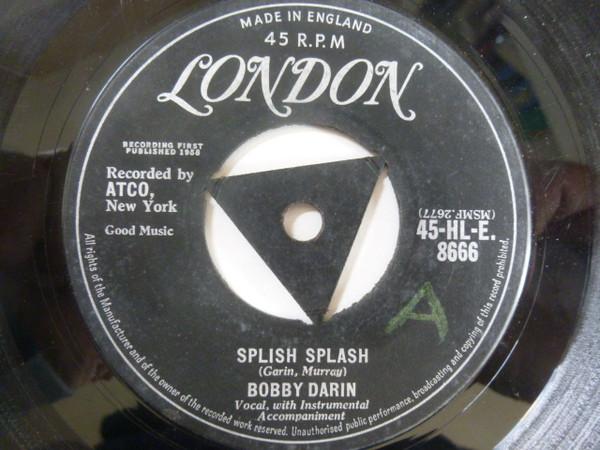 MADE IN ENGLAND
45 R.P.M
LONDON
RECORDING FIRST
PUBLISHED 1958
Recorded by
ATCO,
New York
Good Music
(MSMF.2677)
45-HL-E.
8666
A
SPLISH SPLASH
(Garin, Murray)
BOBBY DARIN
Vocal, with Instrumental
Accompaniment
All rights of the Manufacturer and of the owner of the recorded work reserved. Unauthorised public performance, broadcasting and copying of this record prohibited.